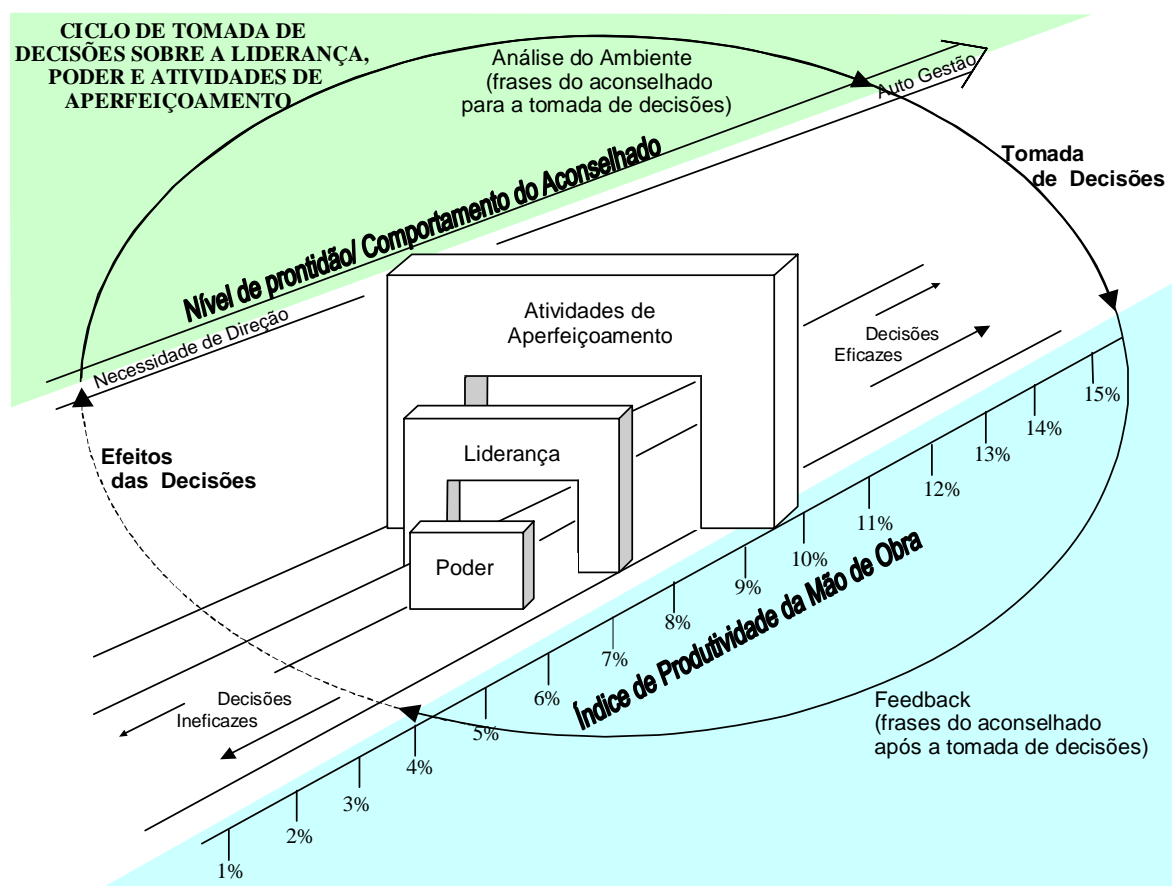 CICLO DE TOMADA DE
DECISÕES SOBRE A LIDERANÇA,
PODER E ATIVIDADES DE
APERFEIÇOAMENTO
Análise do Ambiente
(frases do aconselhado
para a tomada de decisões)
Auto Gestão
Tomada
de Decisões
Nível de prontidão/ Comportamento do Aconselhado
Necessidade de Direção
Atividades de
Aperfeiçoamento
Decisões
Eficazes
Liderança
Poder
Efeitos
das Decisões
Decisões
Ineficazes
15%
14%
13%
12%
11%
10%
9%
8%
7%
6%
5%
4%
3%
2%
1%
Índice de Produtividade da Mão de Obra
Feedback
(frases do aconselhado
após a tomada de decisões)